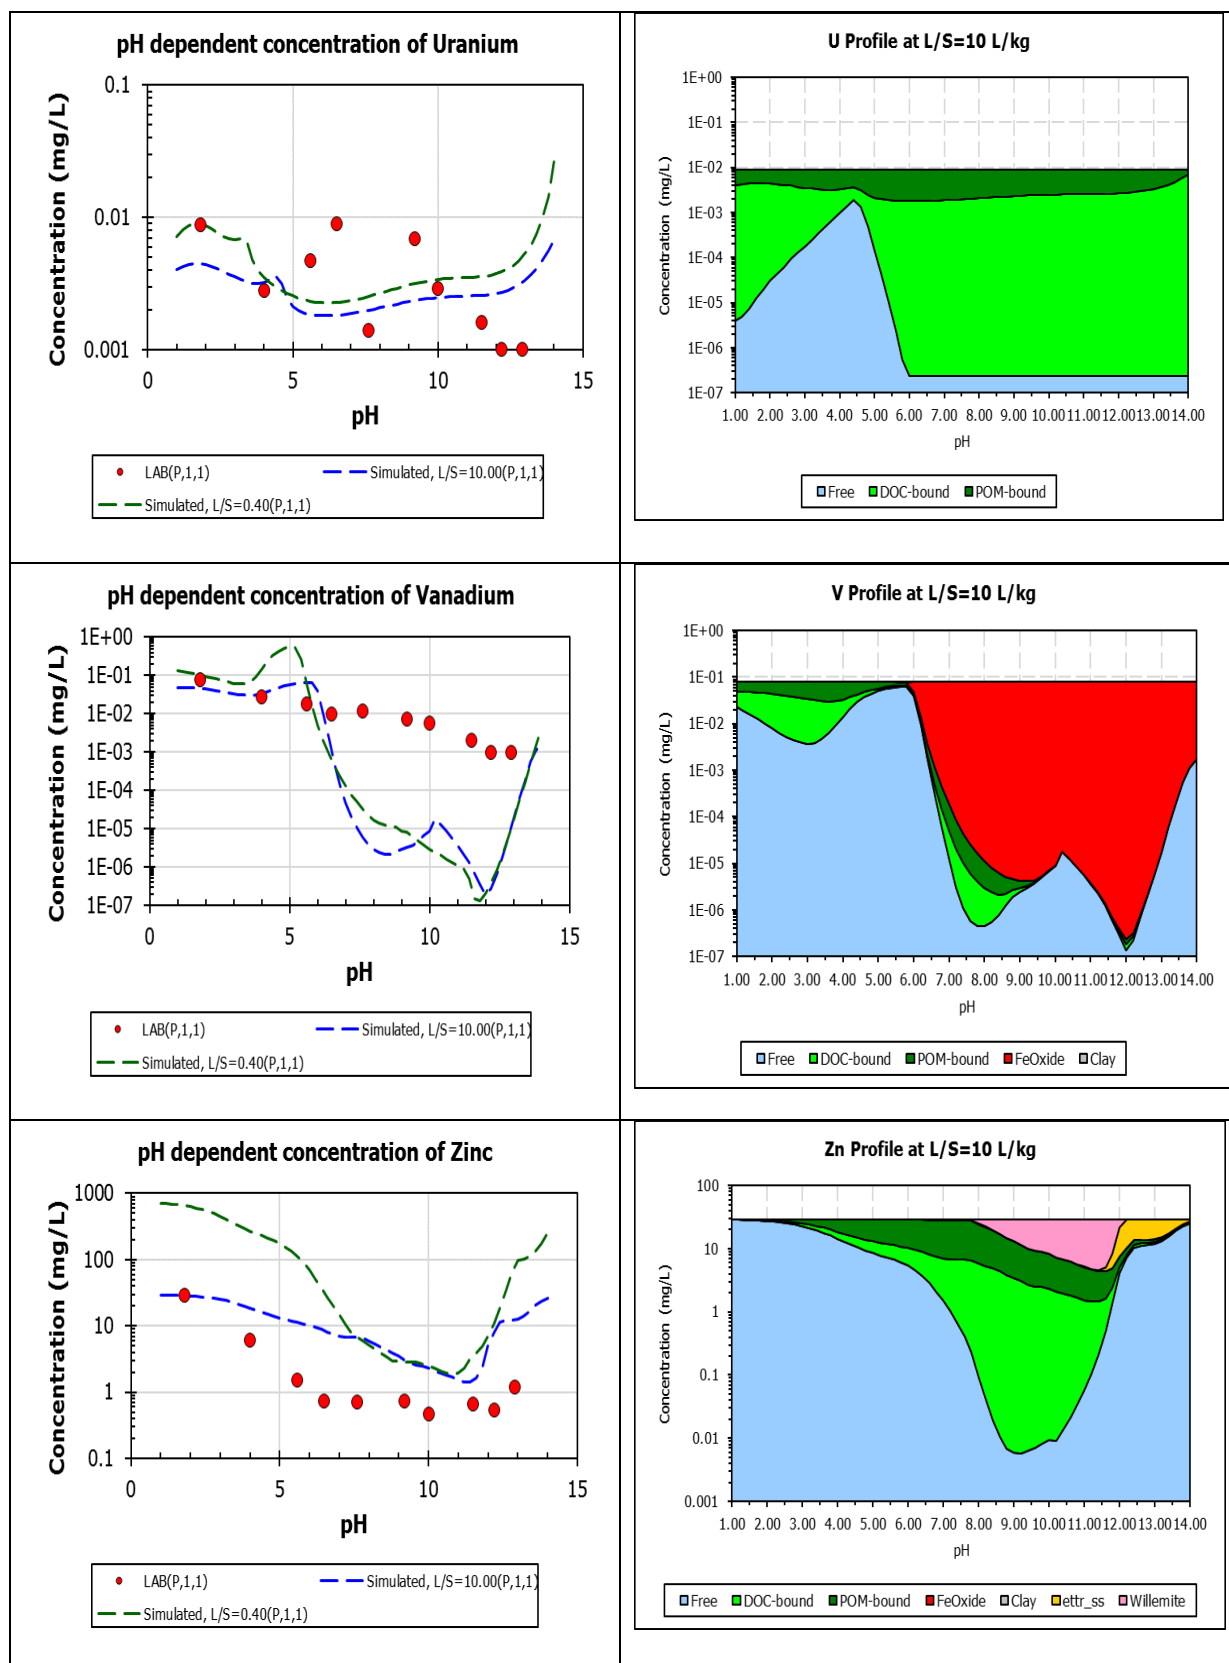 pH dependent concentration of Uranium
Concentration (mg/L)
0.1
0.01
0.001
0 5 10 15
pH
LAB(P,1,1) Simulated, L/S=10.00(P,1,1)
Simulated, L/S=0.40(P,1,1)
U Profile at L/S=10 L/kg
Concentration (mg/L)
1E+00
1E-01
1E-02
1E-03
1E-04
1E-05
1E-06
1E-07
1.00 2.00 3.00 4.00 5.00 6.00 7.00 8.00 9.00 10.00 11.00 12.00 13.00 14.00
pH
Free DOC-bound POM-bound
pH dependent concentration of Vanadium
Concentration (mg/L)
1E+00
1E-01
1E-02
1E-03
1E-04
1E-05
1E-06
1E-07
0 5 10 15
pH
LAB(P,1,1) Simulated, L/S=10.00(P,1,1)
Simulated, L/S=0.40(P,1,1)
V Profile at L/S=10 L/kg
Concentration (mg/L)
1E+00
1E-01
1E-02
1E-03
1E-04
1E-05
1E-06
1E-07
1.00 2.00 3.00 4.00 5.00 6.00 7.00 8.00 9.00 10.00 11.00 12.00 13.00 14.00
pH
Free DOC-bound POM-bound FeOxide Clay
pH dependent concentration of Zinc
Concentration (mg/L)
1000
100
10
1
0.1
0 5 10 15
pH
LAB(P,1,1) Simulated, L/S=10.00(P,1,1)
Simulated, L/S=0.40(P,1,1)
Zn Profile at L/S=10 L/kg
Concentration (mg/L)
100
10
1
0.1
0.01
0.001
1.00 2.00 3.00 4.00 5.00 6.00 7.00 8.00 9.00 10.00 11.00 12.00 13.00 14.00
pH
Free DOC-bound POM-bound FeOxide Clay ettr_ss Willemite